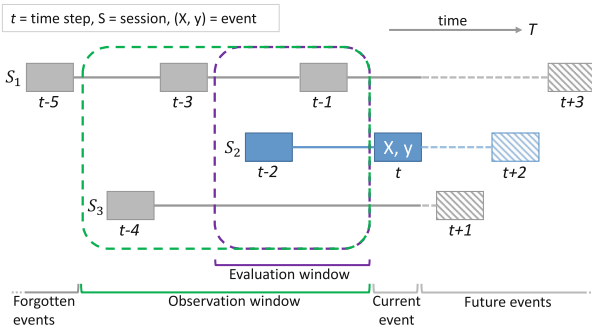 t = time step, S = session, (X, y) = event
time
T
S1
t-5
t-3
t-1
t+3
S2
t-2
X, y
t
t+2
S3
t-4
t+1
Evaluation window
Forgotten
events
Observation window
Current
event
Future events